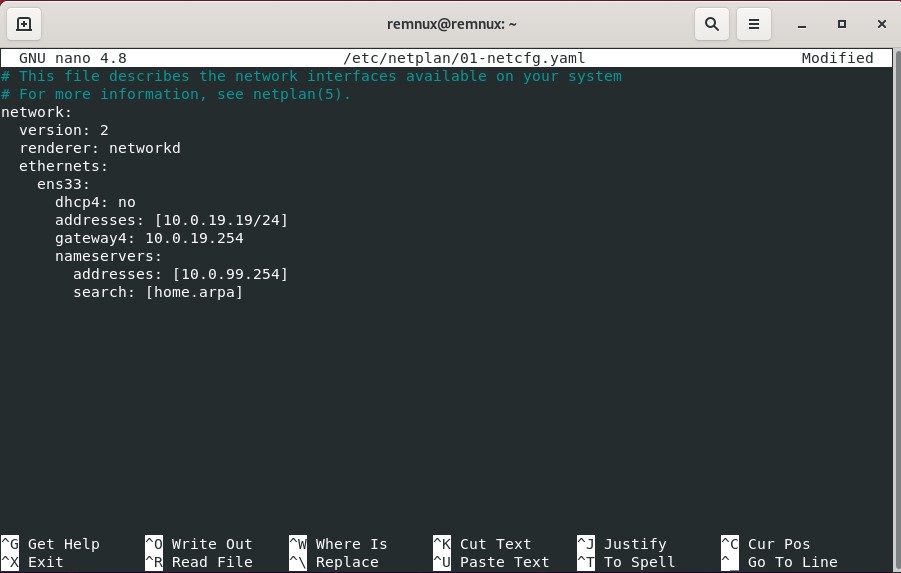 remnux@remnux: ~
GNU nano 4.8 /etc/netplan/01-netcfg.yaml Modified
# This file describes the network interfaces available on your system
# For more information, see netplan(5).
network:
  version: 2
  renderer: networkd
  ethernets:
    ens33:
      dhcp4: no
      addresses: [10.0.19.19/24]
      gateway4: 10.0.19.254
      nameservers:
        addresses: [10.0.99.254]
        search: [home.arpa]
^G Get Help ^O Write Out ^W Where Is ^K Cut Text ^J Justify ^C Cur Pos
^X Exit ^R Read File ^\ Replace ^U Paste Text ^T To Spell ^_ Go To Line